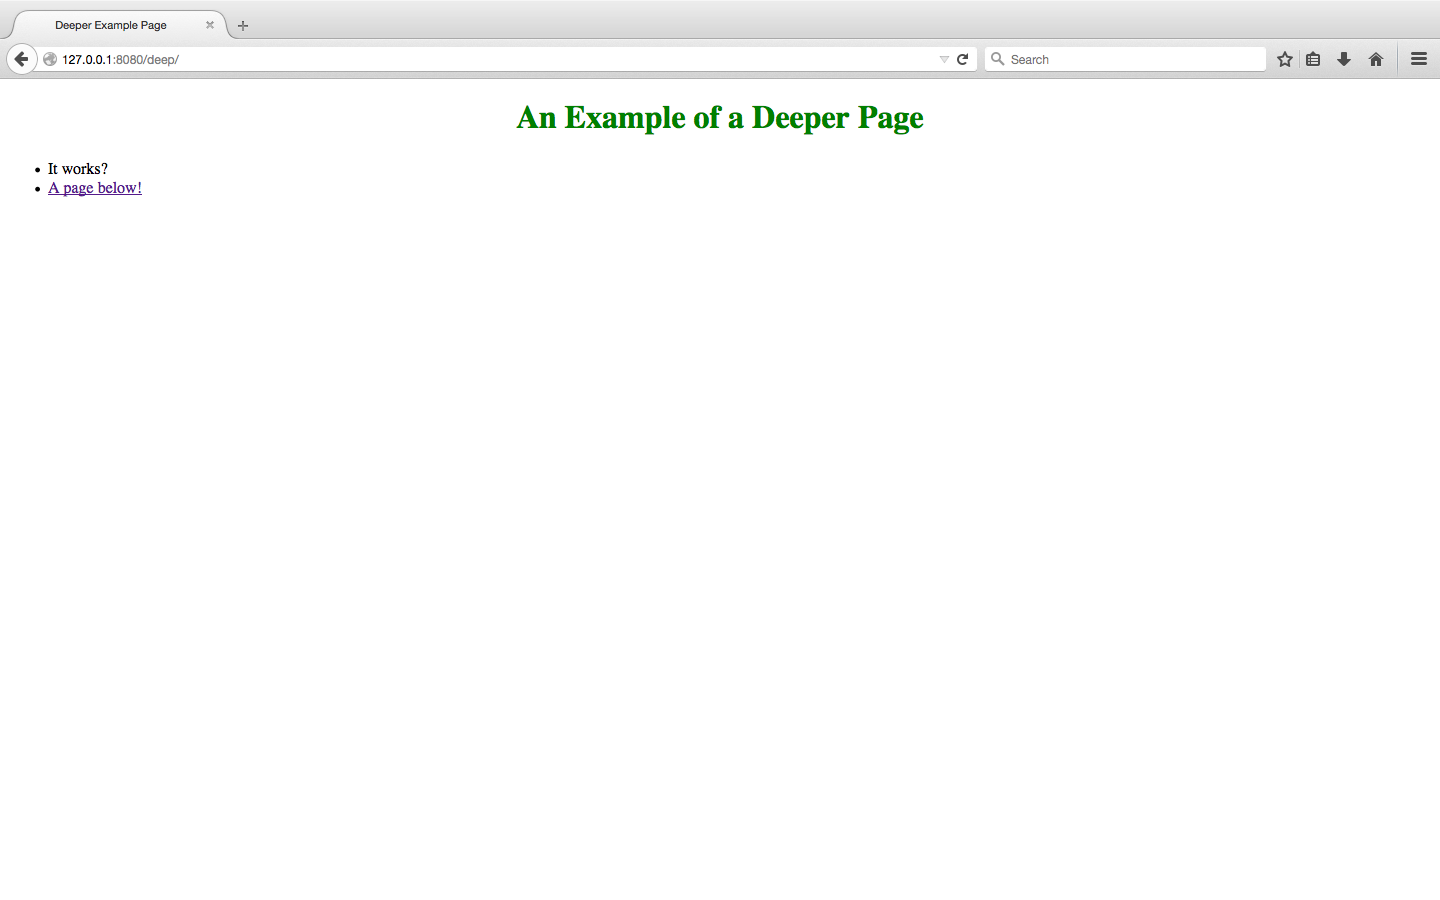 Deeper Example Page
127.0.0.1:8080/deep/
Search
An Example of a Deeper Page
It works?
A page below!